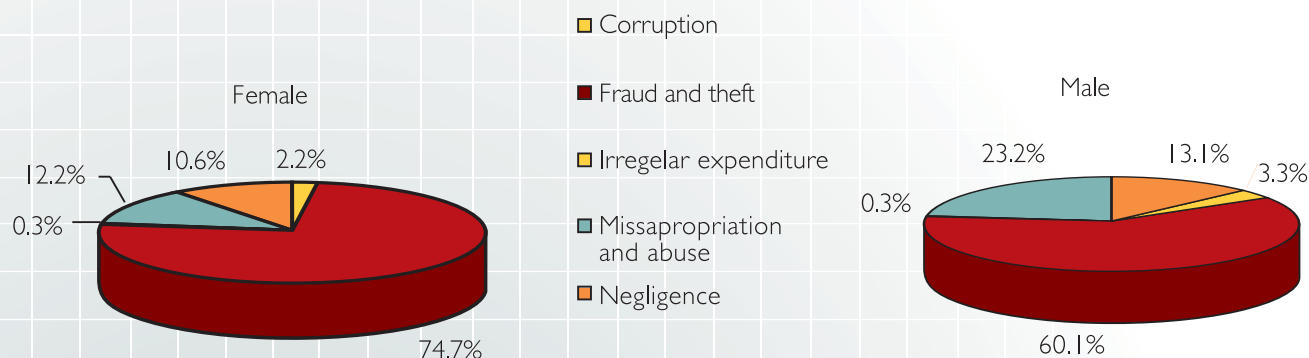 Female
12.2%
10.6%
2.2%
0.3%
74.7%
Corruption
Fraud and theft
Irregelar expenditure
Missapropriation
and abuse
Negligence
Male
23.2%
13.1%
3.3%
0.3%
60.1%